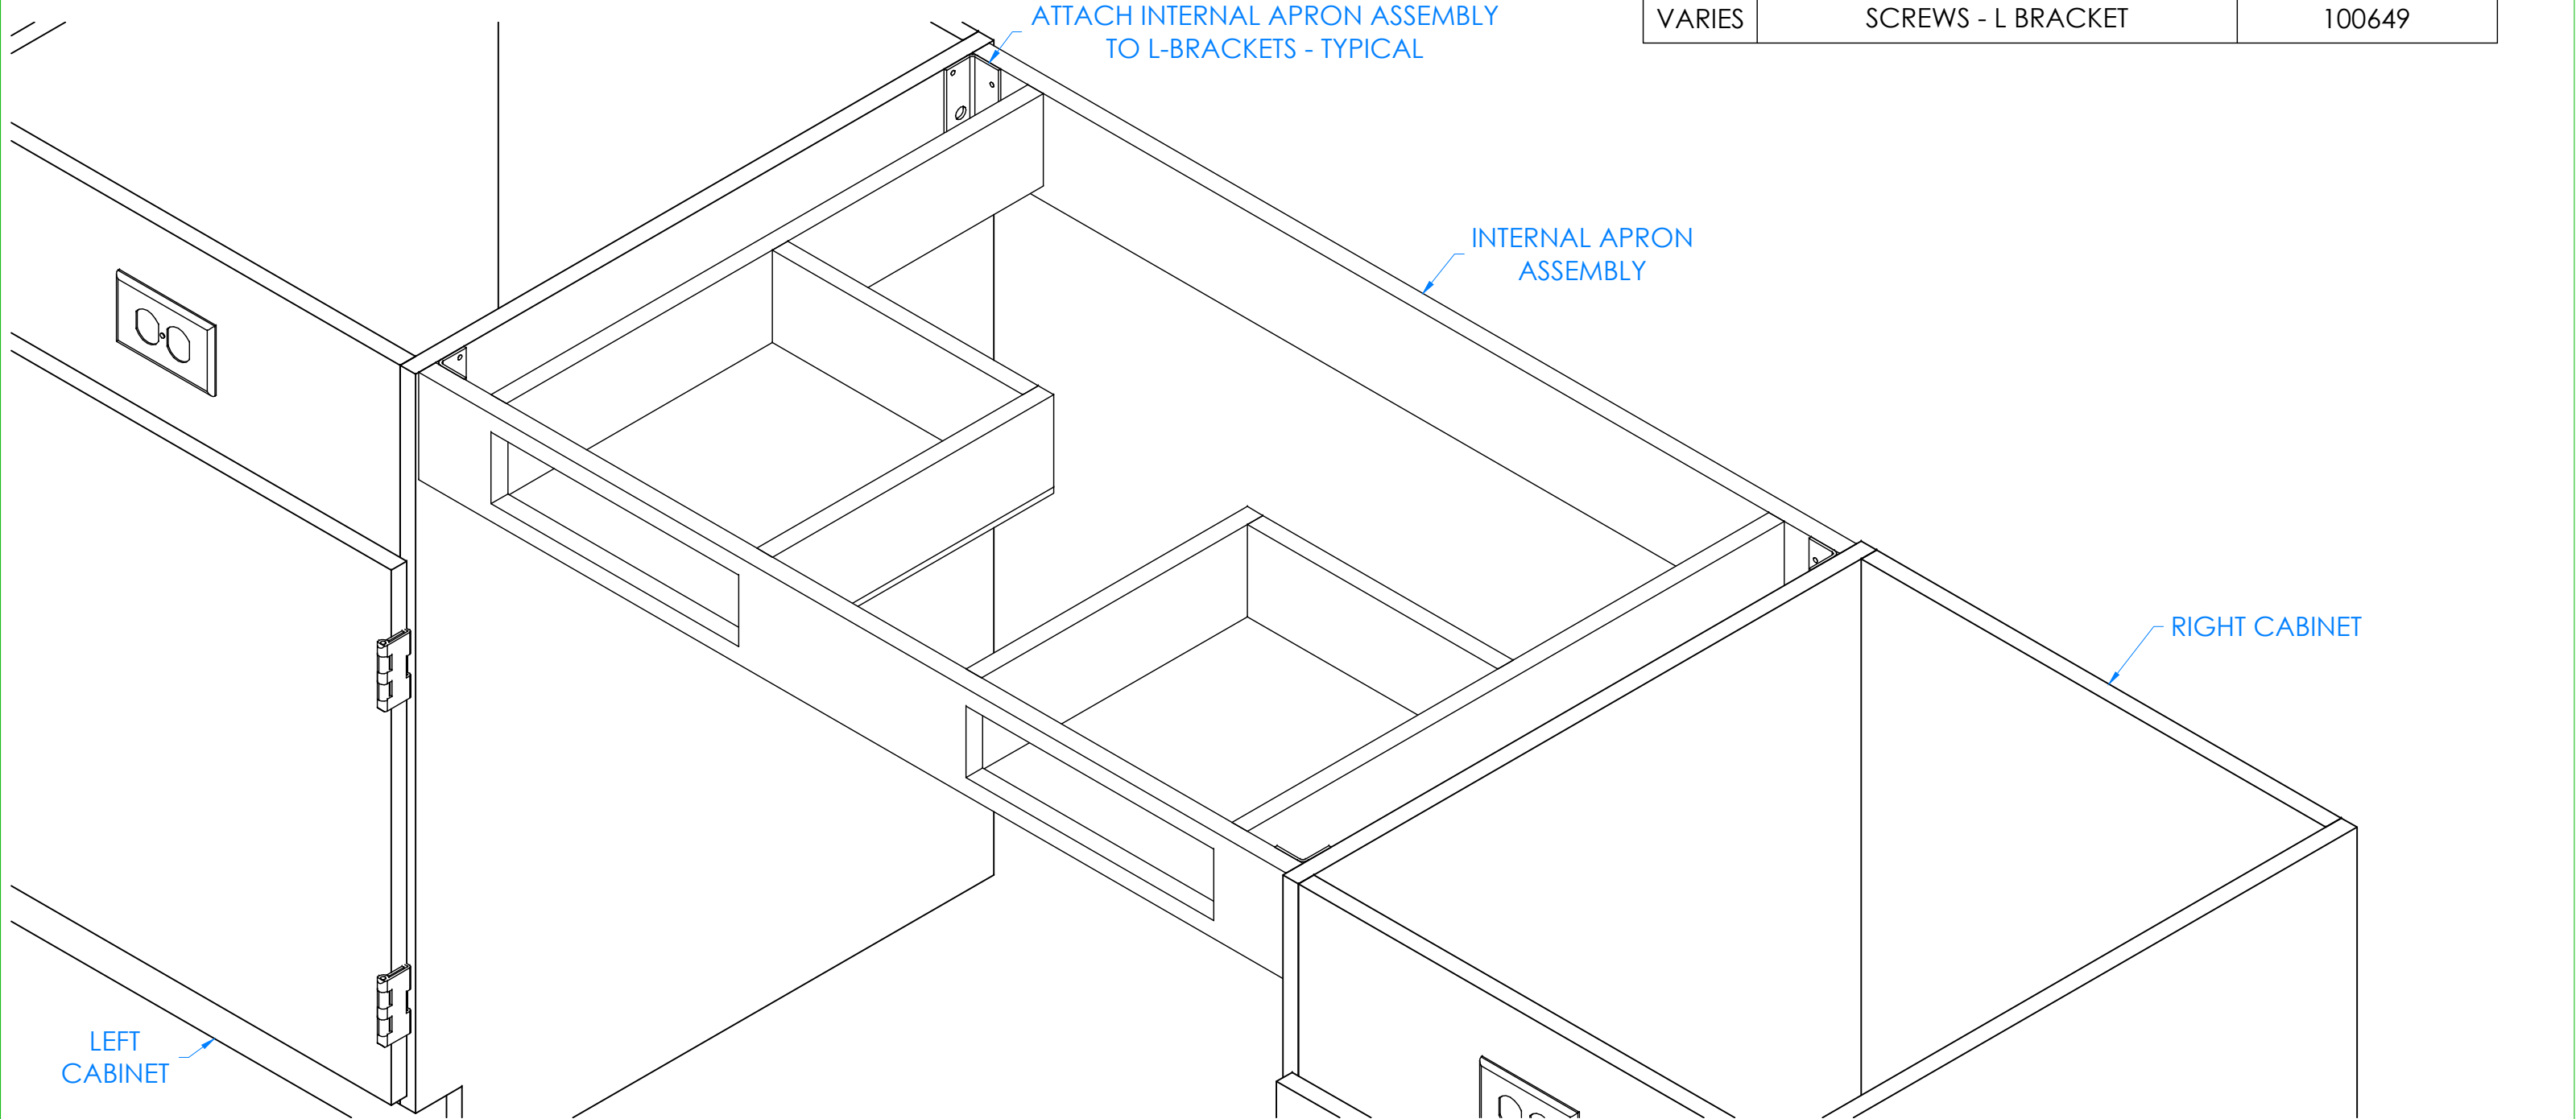 ATTACH INTERNAL APRON ASSEMBLY
TO L-BRACKETS - TYPICAL
VARIES SCREWS - L BRACKET 100649
INTERNAL APRON
ASSEMBLY
RIGHT CABINET
LEFT
CABINET